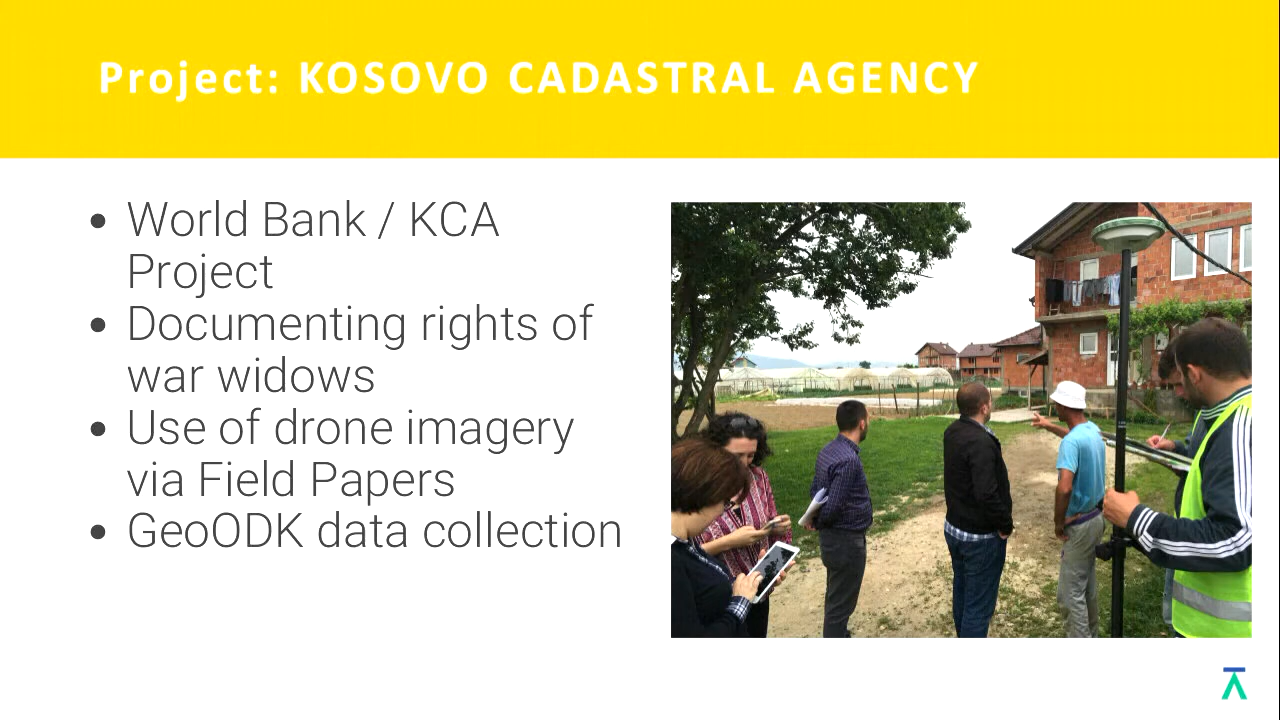 Project: KOSOVO CADASTRAL AGENCY
• World Bank / KCA
Project
• Documenting rights of
war widows
• Use of drone imagery
via Field Papers
• GeoODK data collection